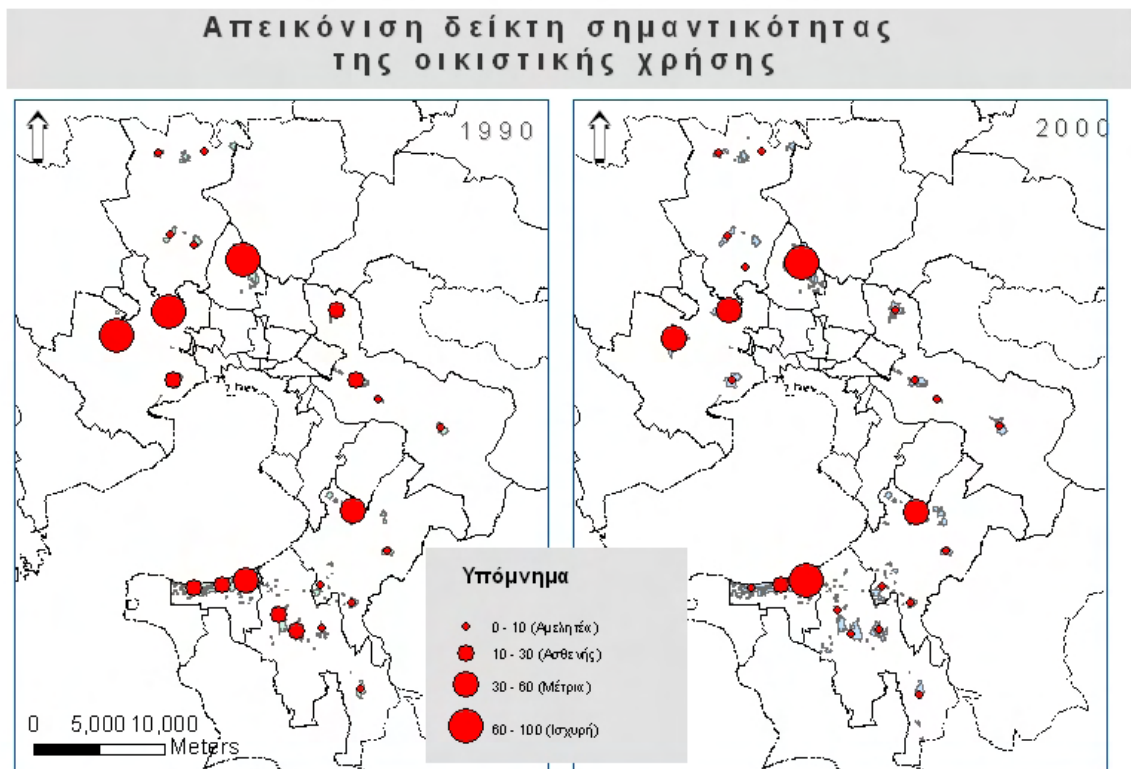 Απεικόνιση δείκτη σημαντικότητας
της οικιστικής χρήσης
1990
2000
Υπόμνημα
0 - 10 (Αμελητέα)
10 - 30 (Ασθενής)
30 - 60 (Μέτρια)
60 - 100 (Ισχυρή)
0 5,000 10,000
Meters